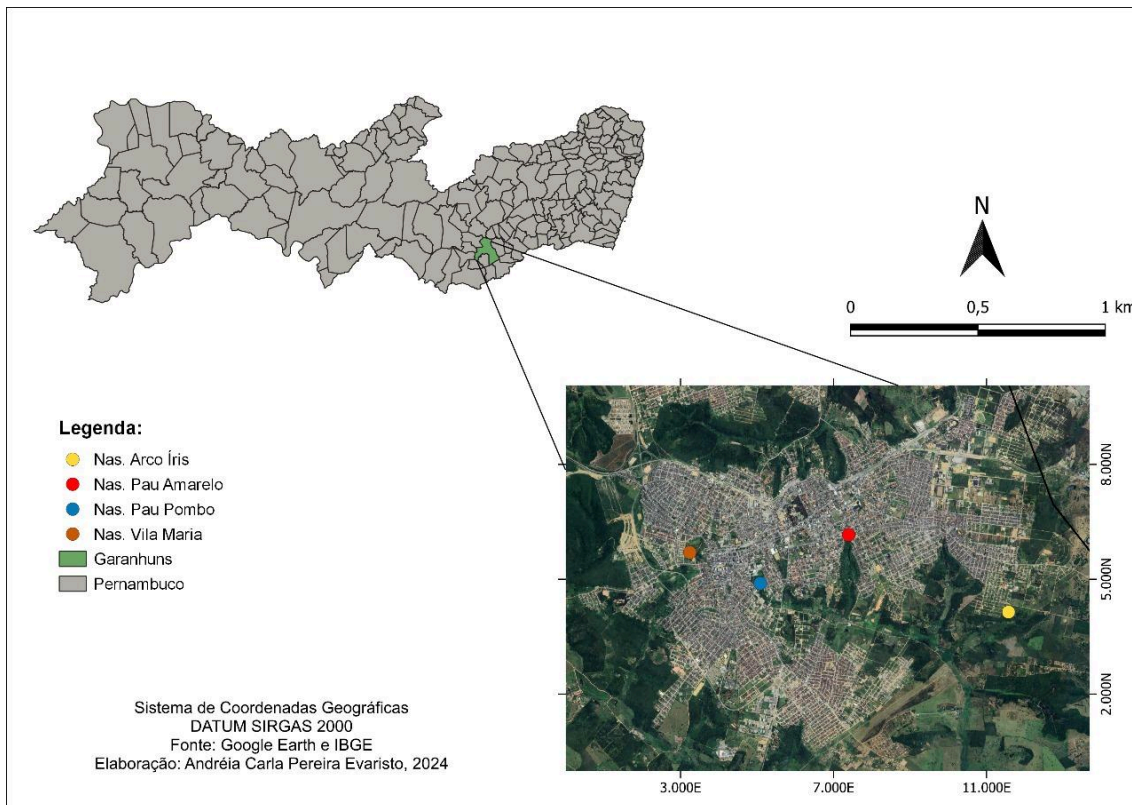 N
0 0,5 1 km
Legenda:
Nas. Arco Íris
Nas. Pau Amarelo
Nas. Pau Pombo
Nas. Vila Maria
Garanhuns
Pernambuco
8.000N
5.000N
2.000N
3.000E 7.000E 11.000E
Sistema de Coordenadas Geográficas
DATUM SIRGAS 2000
Fonte: Google Earth e IBGE
Elaboração: Andréia Carla Pereira Evaristo, 2024